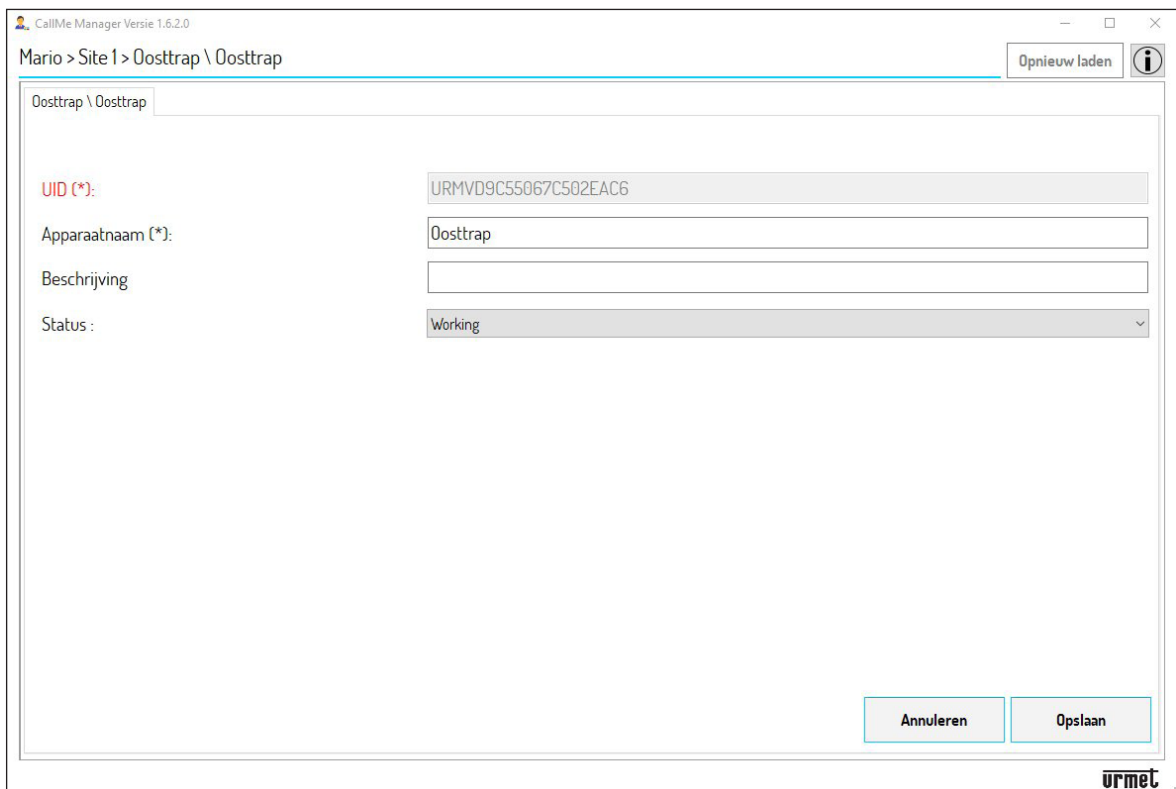 CallMe Manager Versie 1.6.2.0
Mario > Site 1 > Oosttrap \ Oosttrap
Opnieuw laden
Oosttrap \ Oosttrap
UID (*): URMVD9C55067C502EAC6
Apparaatnaam (*): Oosttrap
Beschrijving
Status : Working
Annuleren Opslaan
urmet